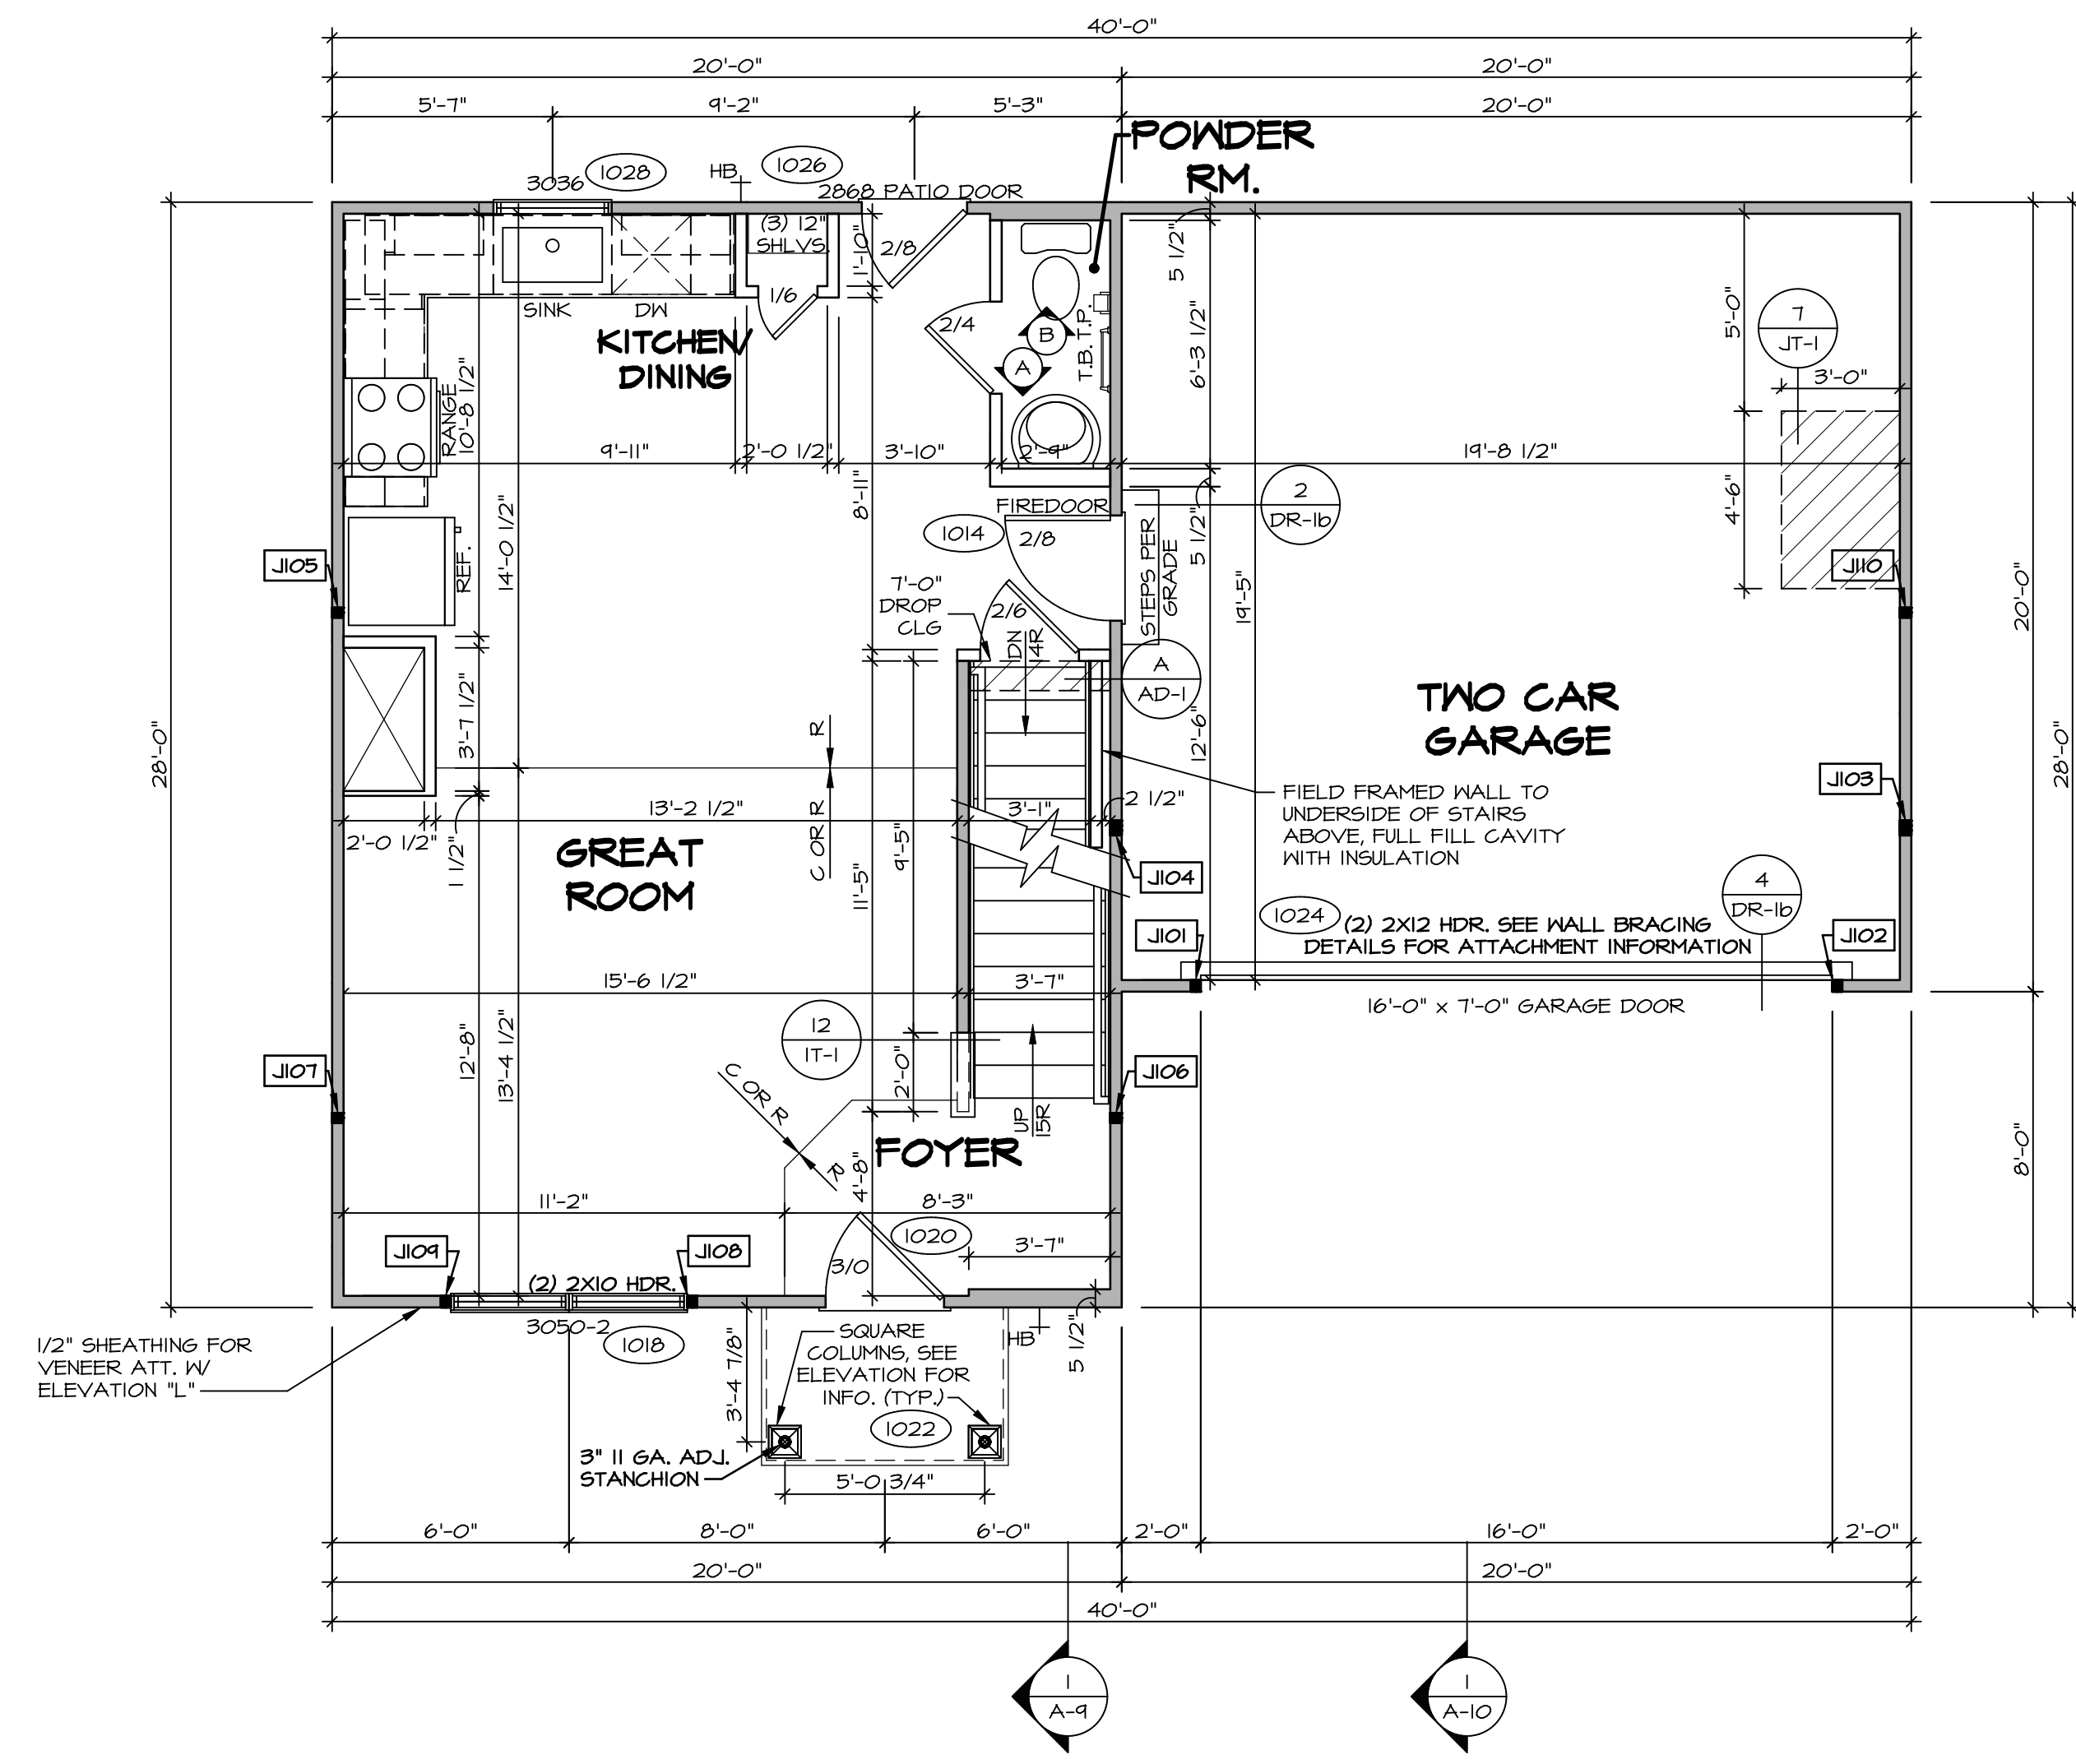 40'-0"
20'-0"
20'-0"
5'-7"
9'-2"
5'-3"
20'-0"
POWDER
RM.
3036
1028
HB
1026
2868 PATIO DOOR
(3) 12"
SHLVS.
1'-10"
2/8
5 1/2"
SINK
DW
1/6
2/4
B
A
T.B.
T.P.
6'-3 1/2"
5'-0"
7
JT-1
3'-0"
KITCHEN/
DINING
RANGE
10'-8 1/2"
9'-11"
2'-0 1/2"
3'-10"
2'-9"
19'-8 1/2"
8'-11"
14'-0 1/2"
4'-6"
FIREDOOR
1014
2/8
2
DR-1b
5 1/2"
STEPS PER
GRADE
J105
REF.
7'-0"
DROP
CLG
2/6
DN
14R
19'-5"
J110
20'-0"
A
AD-1
28'-0"
3'-7 1/2"
12'-6"
TWO CAR
GARAGE
28'-0"
R
C OR R
J103
FIELD FRAMED WALL TO
UNDERSIDE OF STAIRS
ABOVE, FULL FILL CAVITY
WITH INSULATION
13'-2 1/2"
3'-1"
2 1/2"
2'-0 1/2"
1 1/2"
GREAT
ROOM
9'-5"
11'-5"
J104
4
DR-1b
1024
(2) 2X12 HDR. SEE WALL BRACING
DETAILS FOR ATTACHMENT INFORMATION
J101
J102
15'-6 1/2"
3'-7"
16'-0" x 7'-0" GARAGE DOOR
12
IT-1
12'-8"
13'-4 1/2"
2'-0"
J107
J106
C OR R
R
UP
15R
FOYER
4'-8"
8'-0"
11'-2"
8'-3"
1020
3'-7"
J109
J108
3/0
(2) 2X10 HDR.
3050-2
1018
HB
5 1/2"
1/2" SHEATHING FOR
VENEER ATT. W/
ELEVATION "L"
3'-4 7/8"
SQUARE
COLUMNS, SEE
ELEVATION FOR
INFO. (TYP.)
1022
3" 11 GA. ADJ.
STANCHION
5'-0 3/4"
6'-0"
8'-0"
6'-0"
2'-0"
16'-0"
2'-0"
20'-0"
20'-0"
40'-0"
1
A-9
1
A-10